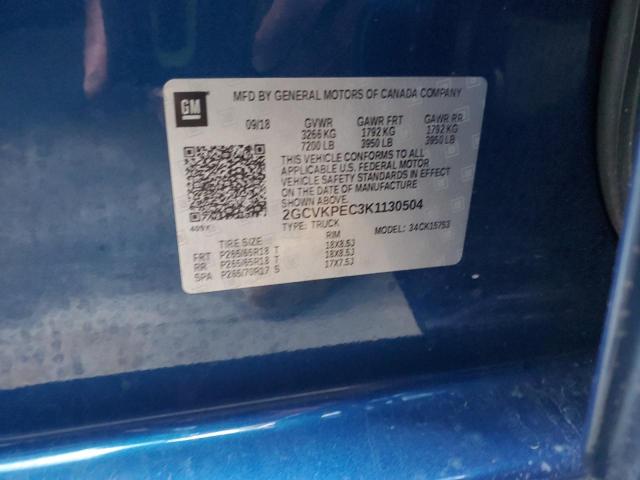 GM
MFD BY GENERAL MOTORS OF CANADA COMPANY
09/18 GVWR GAWR FRT GAWR RR
3266 KG 1792 KG 1792 KG
7200 LB 3950 LB 3950 LB
THIS VEHICLE CONFORMS TO ALL
APPLICABLE U.S. FEDERAL MOTOR
VEHICLE SAFETY STANDARDS IN EFFECT
ON THE DATE OF MANUFACTURE
SHOWN ABOVE.
2GCVKPEC3K1130504
TYPE: TRUCK MODEL: 34CK15753
TIRE SIZE RIM
FRT P265/65R18 T 18X8.5J
RR P265/65R18 T 18X8.5J
SPA P265/70R17 S 17X7.5J